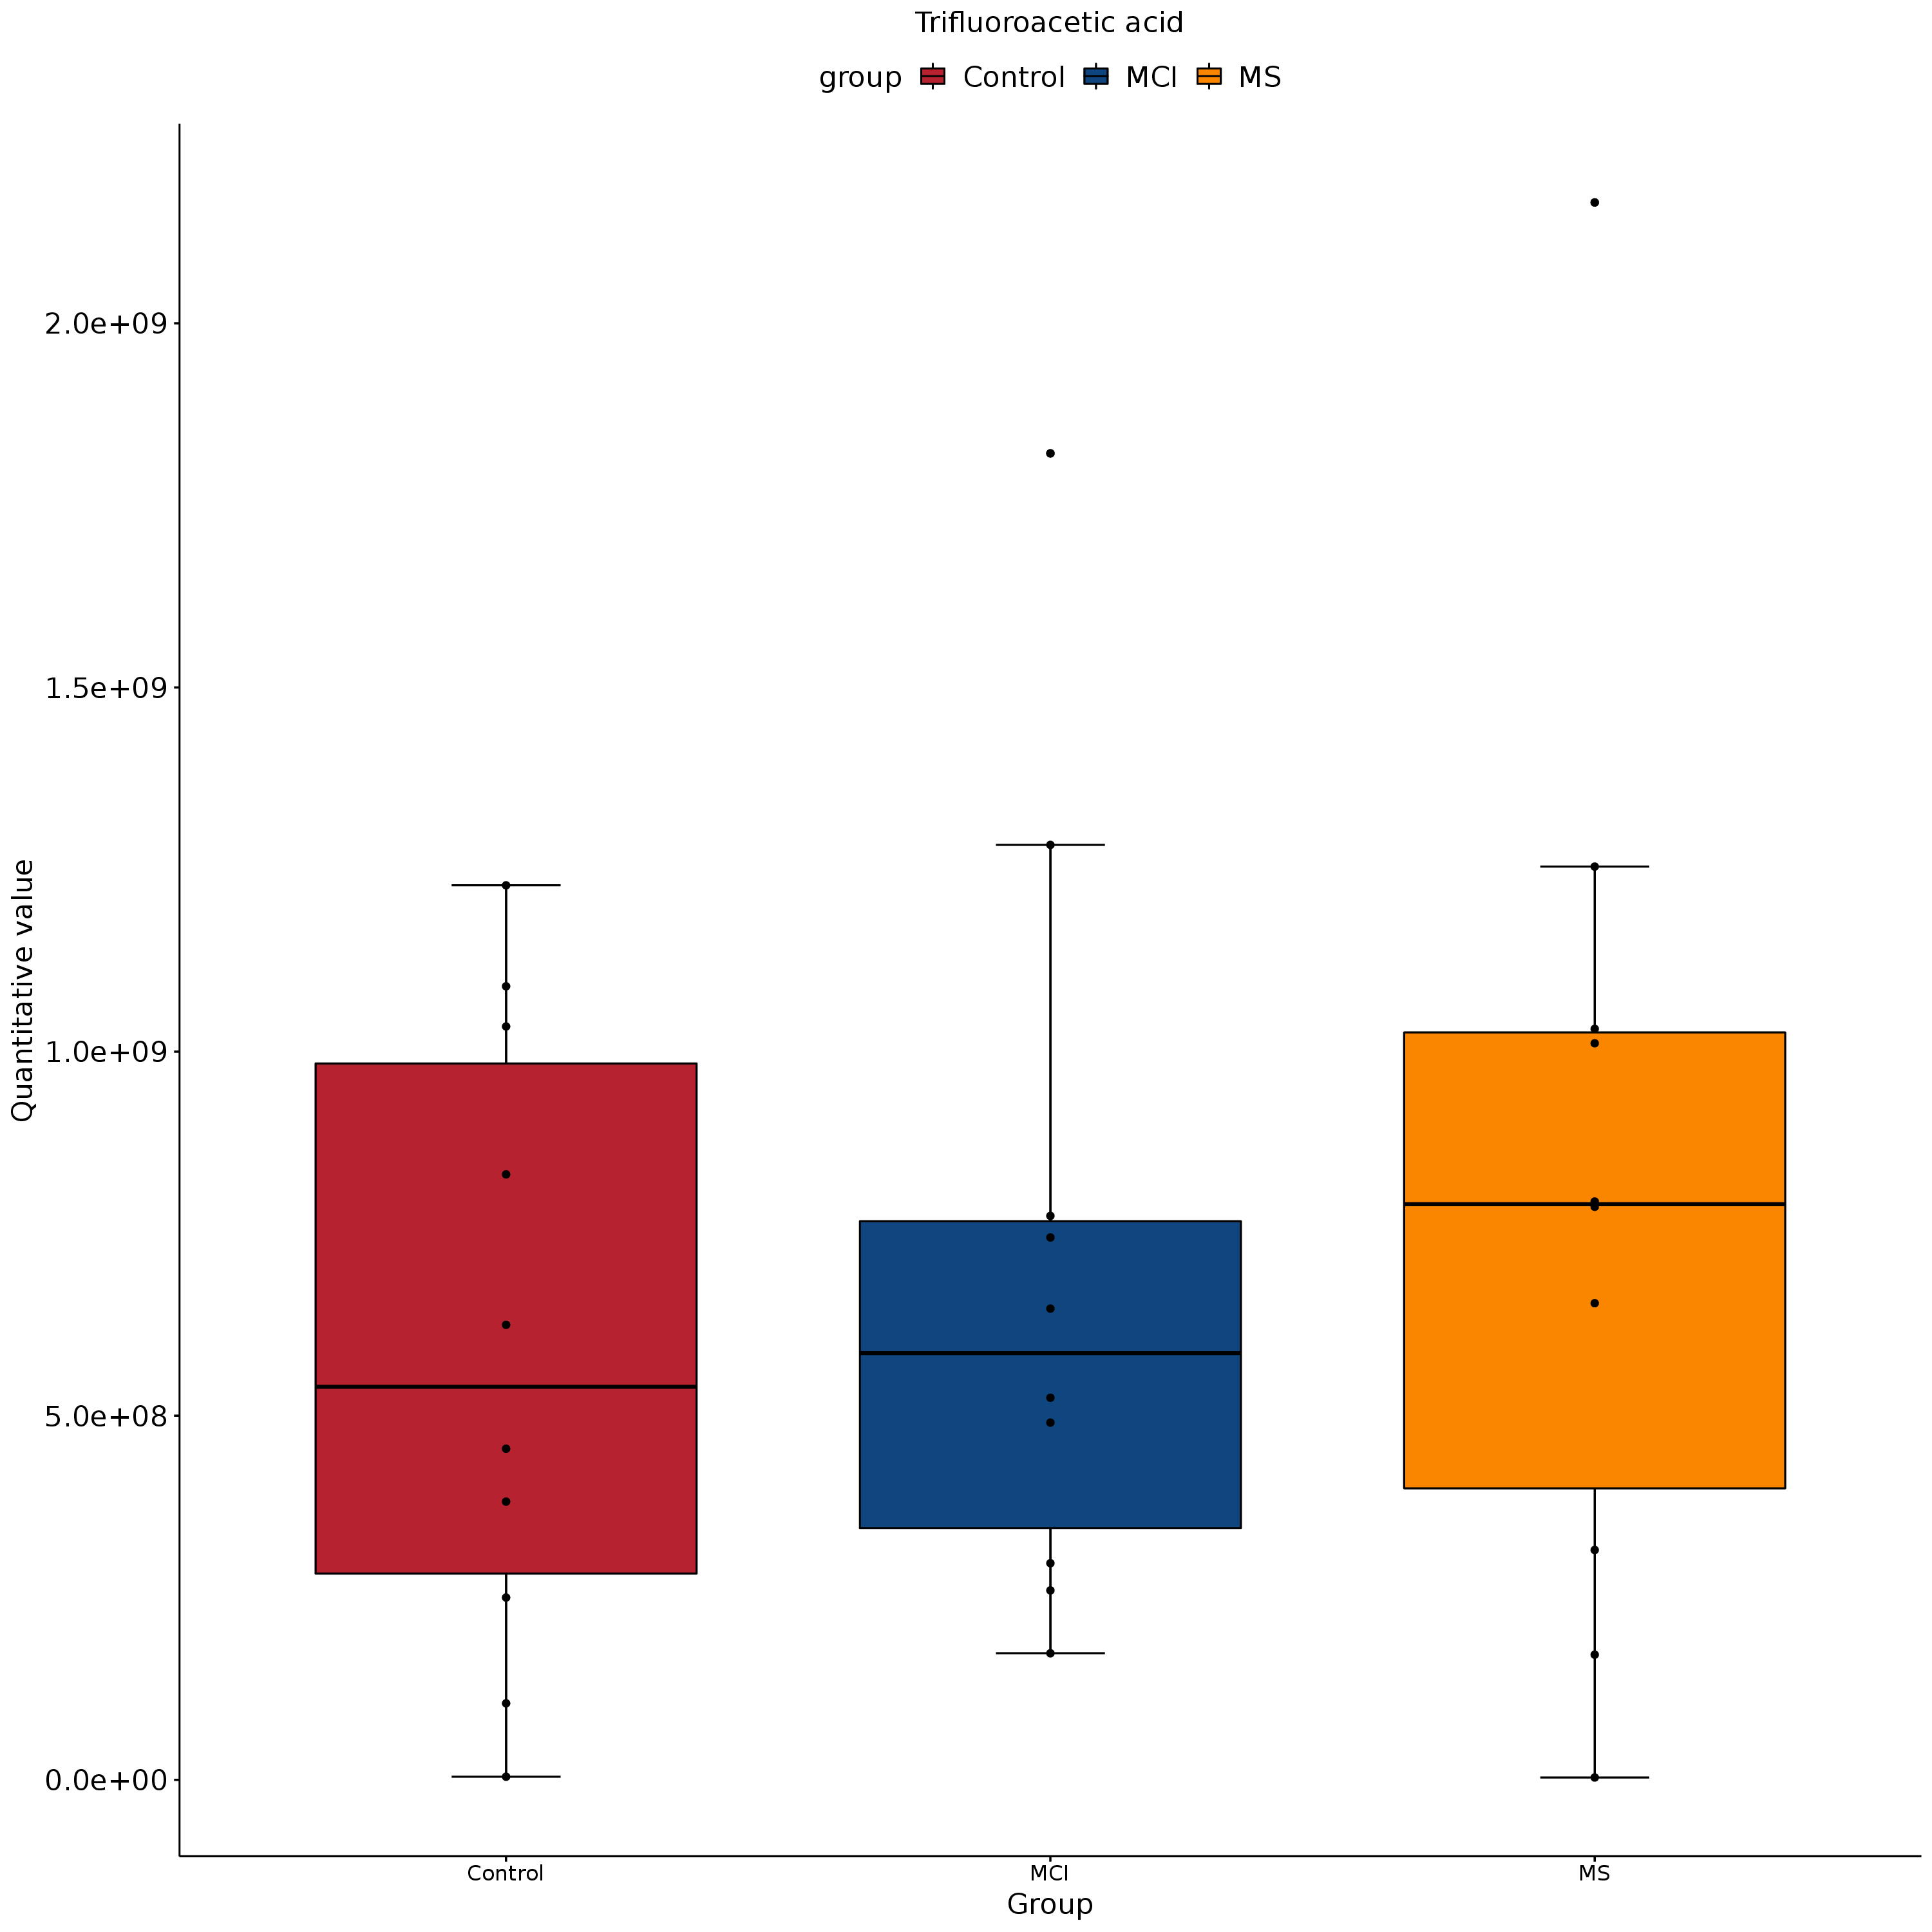 Trifluoroacetic acid
group Control MCI MS
Quantitative value
2.0e+09
1.5e+09
1.0e+09
5.0e+08
0.0e+00
Control MCI MS
Group